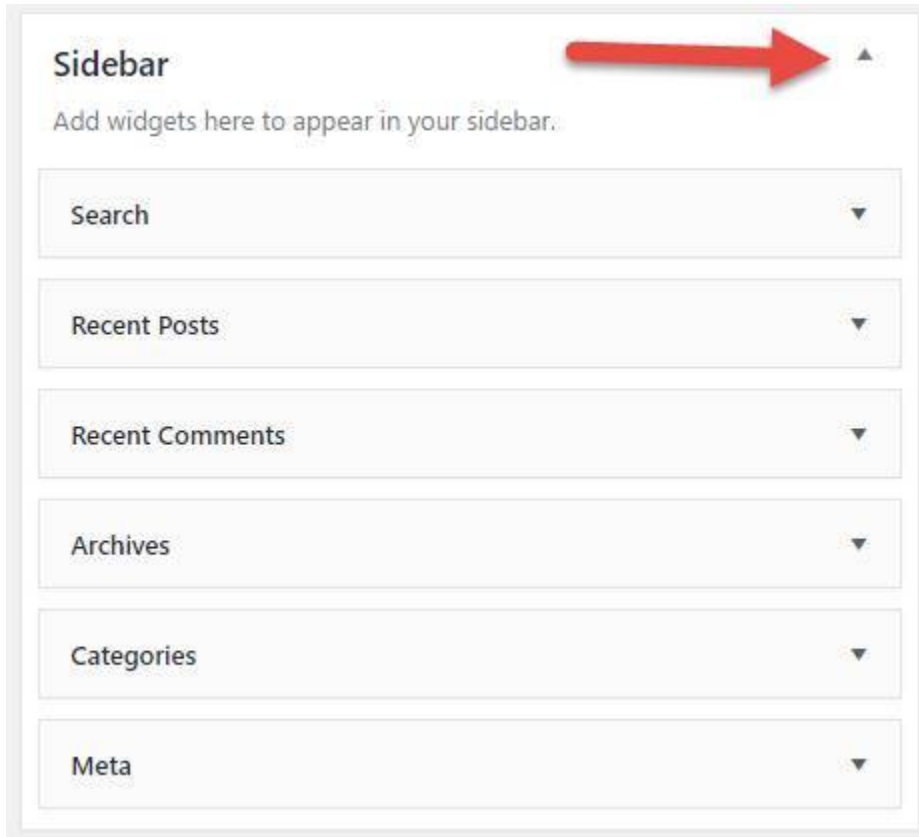 Sidebar
Add widgets here to appear in your sidebar.
Search
Recent Posts
Recent Comments
Archives
Categories
Meta